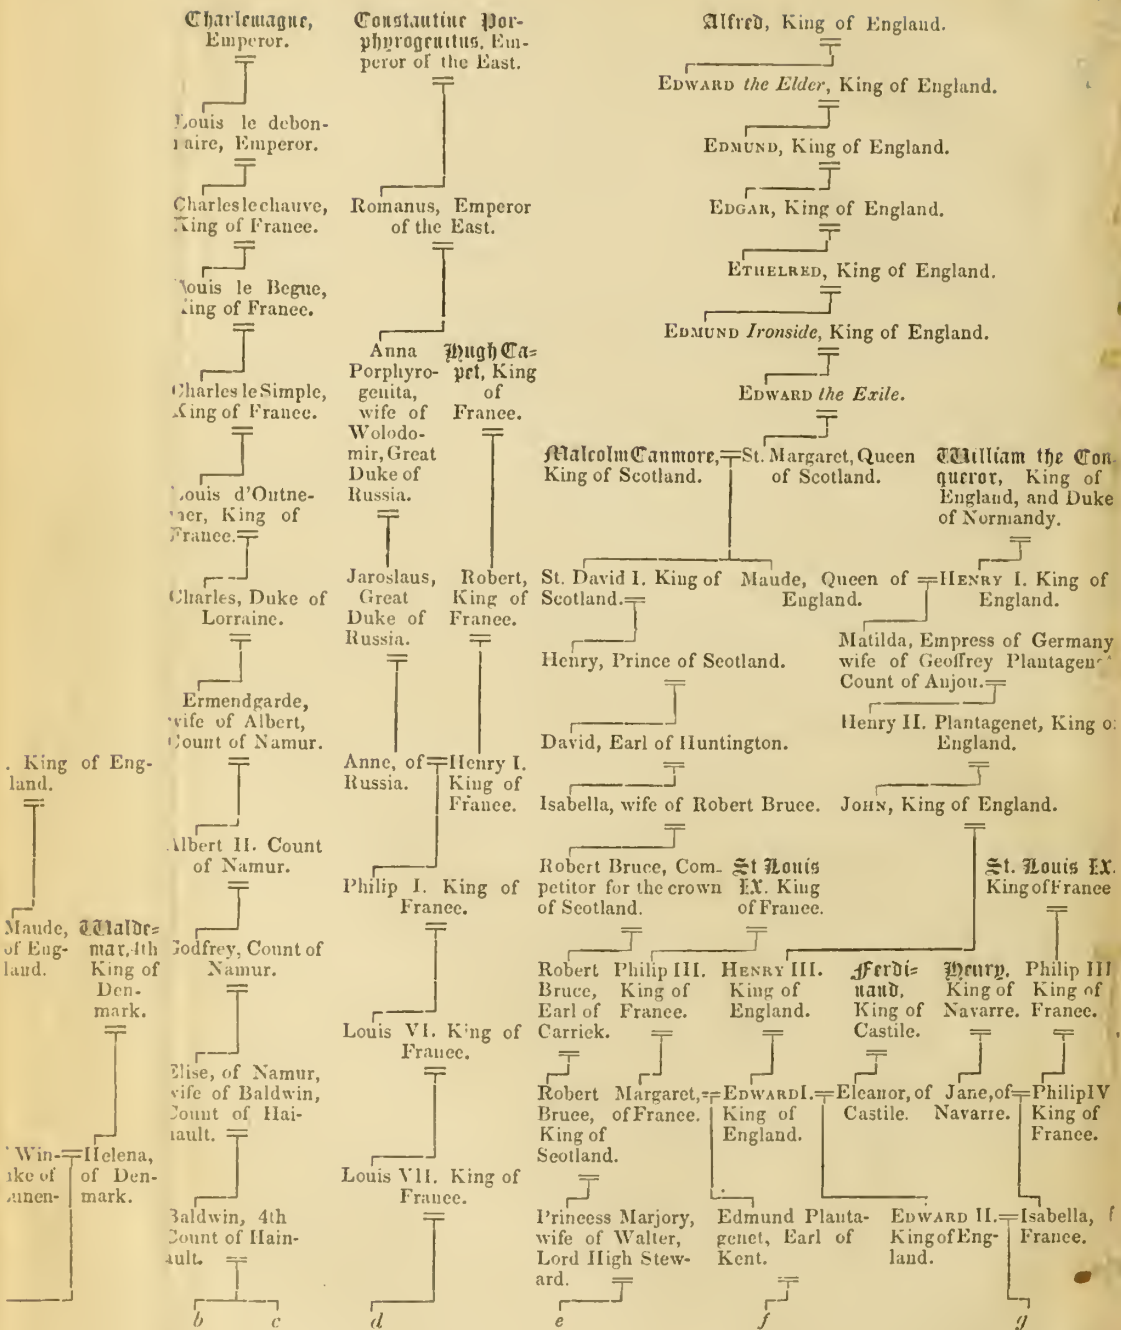 Charlemagne,
Emperor.
Louis le debon-
naire, Emperor.
Charles le chauve,
King of France.
Louis le Begue,
King of France.
Charles le Simple,
King of France.
Louis d'Outre-
mer, King of
France.
Charles, Duke of
Lorraine.
Ermendgarde,
wife of Albert,
Count of Namur.
Albert II. Count
of Namur.
Godfrey, Count of
Namur.
Elise, of Namur,
wife of Baldwin,
Count of Hai-
nault.
Baldwin, 4th
Count of Hain-
ault.
b c
. King of Eng-
land.
Maude,
of Eng-
land.
Walde-
mar, 4th
King of
Den-
mark.
Win-
ke of
unen-
Helena,
of Den-
mark.
Constantine Por-
phyrogenitus, Em-
peror of the East.
Romanus, Emperor
of the East.
Anna
Porphyro-
genita,
wife of
Wolodo-
mir, Great
Duke of
Russia.
Hugh Ca-
pet, King
of
France.
Jaroslaus,
Great
Duke of
Russia.
Robert,
King of
France.
Anne, of
Russia.
Henry I.
King of
France.
Philip I. King of
France.
Louis VI. King of
France.
Louis VII. King of
France.
d
Alfred, King of England.
EDWARD the Elder, King of England.
EDMUND, King of England.
EDGAR, King of England.
ETHELRED, King of England.
EDMUND Ironside, King of England.
EDWARD the Exile.
Malcolm Canmore,
King of Scotland.
St. Margaret, Queen
of Scotland.
William the Con-
queror, King of
England, and Duke
of Normandy.
St. David I. King of
Scotland.
Maude, Queen of
England.
HENRY I. King of
England.
Matilda, Empress of Germany
wife of Geoffrey Plantagen
Count of Anjou.
Henry, Prince of Scotland.
Henry II. Plantagenet, King o
England.
David, Earl of Huntington.
Isabella, wife of Robert Bruce.
JOHN, King of England.
Robert Bruce, Com-
petitor for the crown
of Scotland.
St Louis
IX. King
of France.
St. Louis IX.
King of France
Robert
Bruce,
Earl of
Carrick.
Philip III.
King of
France.
HENRY III.
King of
England.
Ferdi-
nand,
King of
Castile.
Henry,
King of
Navarre.
Philip III
King of
France.
Robert
Bruce,
King of
Scotland.
Margaret,
of France.
EDWARD I.
King of
England.
Eleanor, of
Castile.
Jane, of
Navarre.
Philip IV
King of
France.
Princess Marjory,
wife of Walter,
Lord High Stew-
ard.
Edmund Planta-
genet, Earl of
Kent.
EDWARD II.
King of Eng-
land.
Isabella, f
France.
e f g